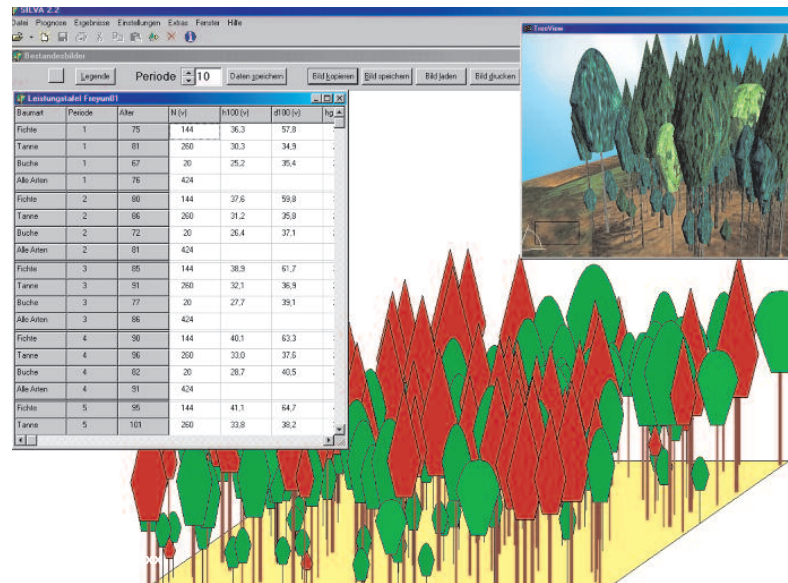 SILVA 2.2
Datei Prognose Ergebnisse Einstellungen Extras Fenster Hilfe
Bestandesbilder
Legende Periode 10 Daten speichern Bild kopieren Bild speichern Bild laden Bild drucken
TreeView
Leistungstafel Freyun01
Baumart Periode Alter N (v) h100 (v) d100 (v) hg
Fichte 1 75 144 36,3 57,8
Tanne 1 81 260 30,3 34,9
Buche 1 67 20 25,2 35,4
Alle Arten 1 76 424
Fichte 2 80 144 37,6 59,8
Tanne 2 86 260 31,2 35,8
Buche 2 72 20 26,4 37,1
Alle Arten 2 81 424
Fichte 3 85 144 38,9 61,7
Tanne 3 91 260 32,1 36,9
Buche 3 77 20 27,7 39,1
Alle Arten 3 86 424
Fichte 4 90 144 40,1 63,3
Tanne 4 96 260 33,0 37,6
Buche 4 82 20 28,7 40,5
Alle Arten 4 91 424
Fichte 5 95 144 41,1 64,7
Tanne 5 101 260 33,8 38,2